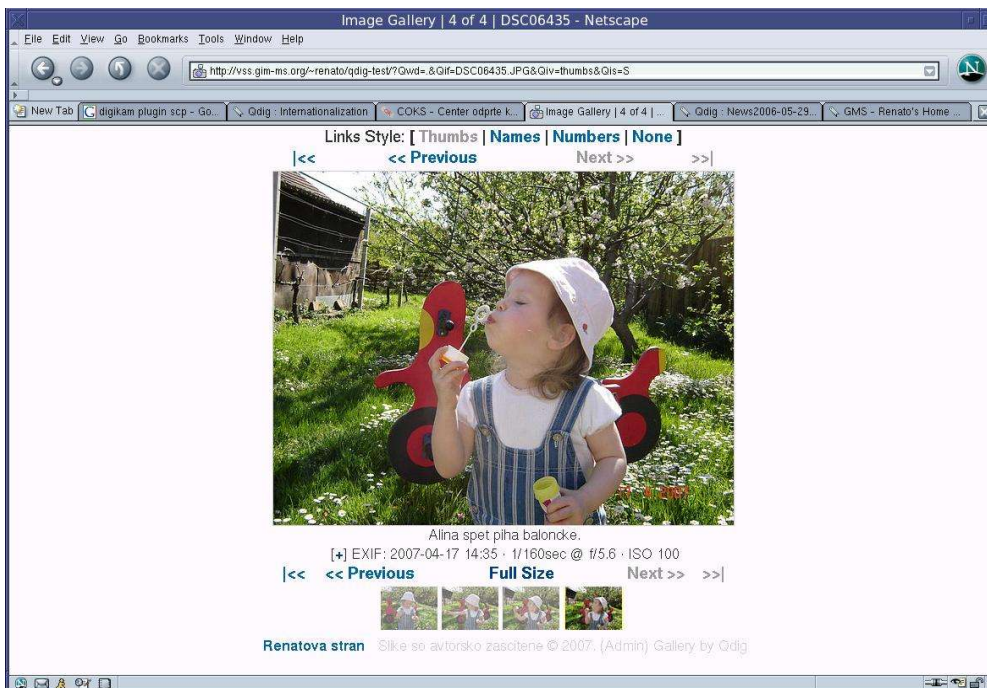 Image Gallery | 4 of 4 | DSC06435 - Netscape
File Edit View Go Bookmarks Tools Window Help
http://vss.gim-ms.org/~renato/qdig-test/?Qwd=.&Qif=DSC06435.JPG&Qiv=thumbs&Qis=S
N
New Tab digikam plugin scp - Go... Qdig : Internationalization COKS - Center odprte k... Image Gallery | 4 of 4 | ... Qdig : News2006-05-29... GMS - Renato's Home ...
Links Style: [ Thumbs | Names | Numbers | None ]
|<< << Previous Next >> >>|
Alina spet piha baloncke.
[+] EXIF: 2007-04-17 14:35 · 1/160sec @ f/5.6 · ISO 100
|<< << Previous Full Size Next >> >>|
Renatova stran Slike so avtorsko zascitene © 2007. (Admin) Gallery by Qdig